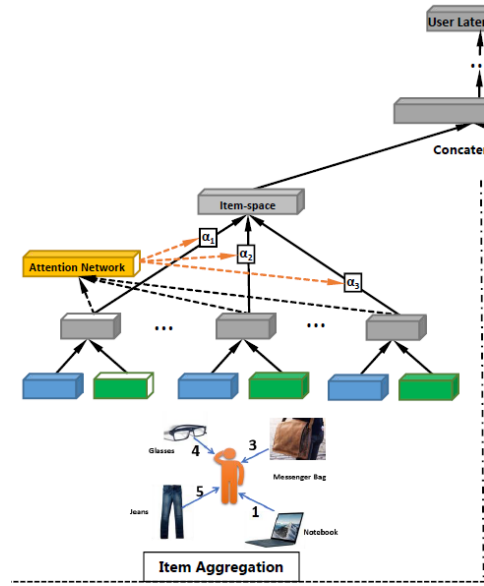 User Laten
...
Concaten
Item-space
α1
α2
Attention Network
α3
... ...
Glasses
4
3
Messenger Bag
Jeans
5
1
Notebook
Item Aggregation